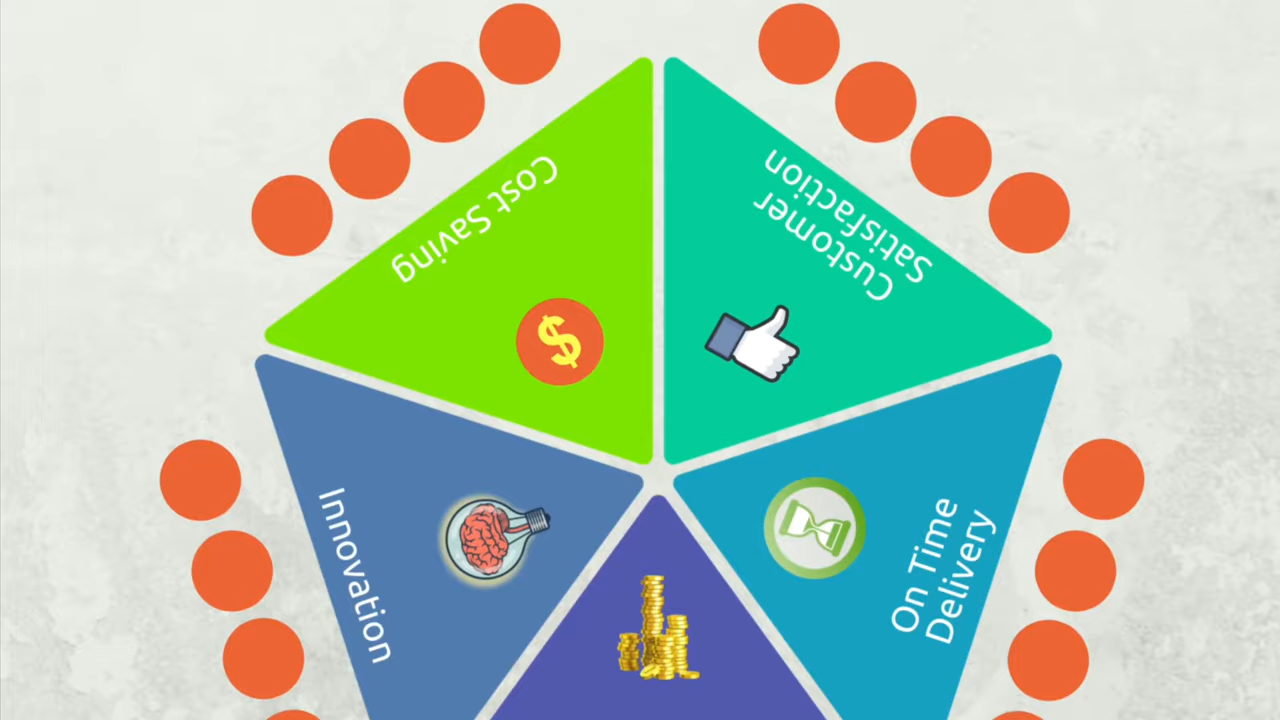 Cost Saving
Customer
Satisfaction
Innovation
On Time
Delivery
$